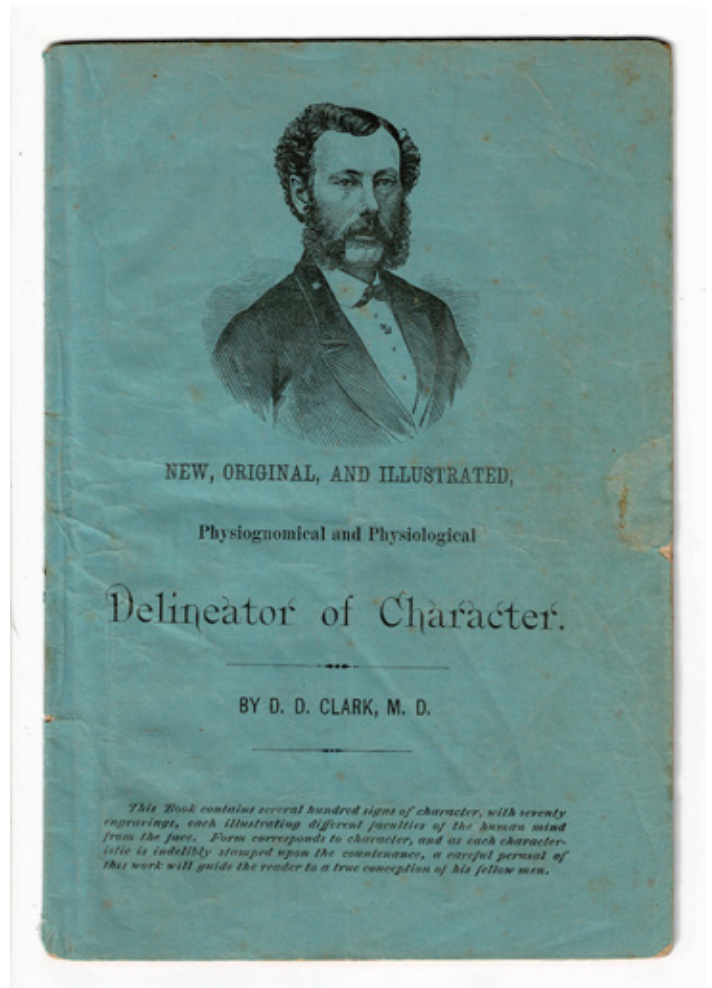 NEW, ORIGINAL, AND ILLUSTRATED,
Physiognomical and Physiological
Delineator of Character.
BY D. D. CLARK, M. D.
This Book contains several hundred signs of character, with seventy
engravings, each illustrating different faculties of the human mind
from the face. Form corresponds to character, and as each character-
istic is indelibly stamped upon the countenance, a careful perusal of
this work will guide the reader to a true conception of his fellow men.